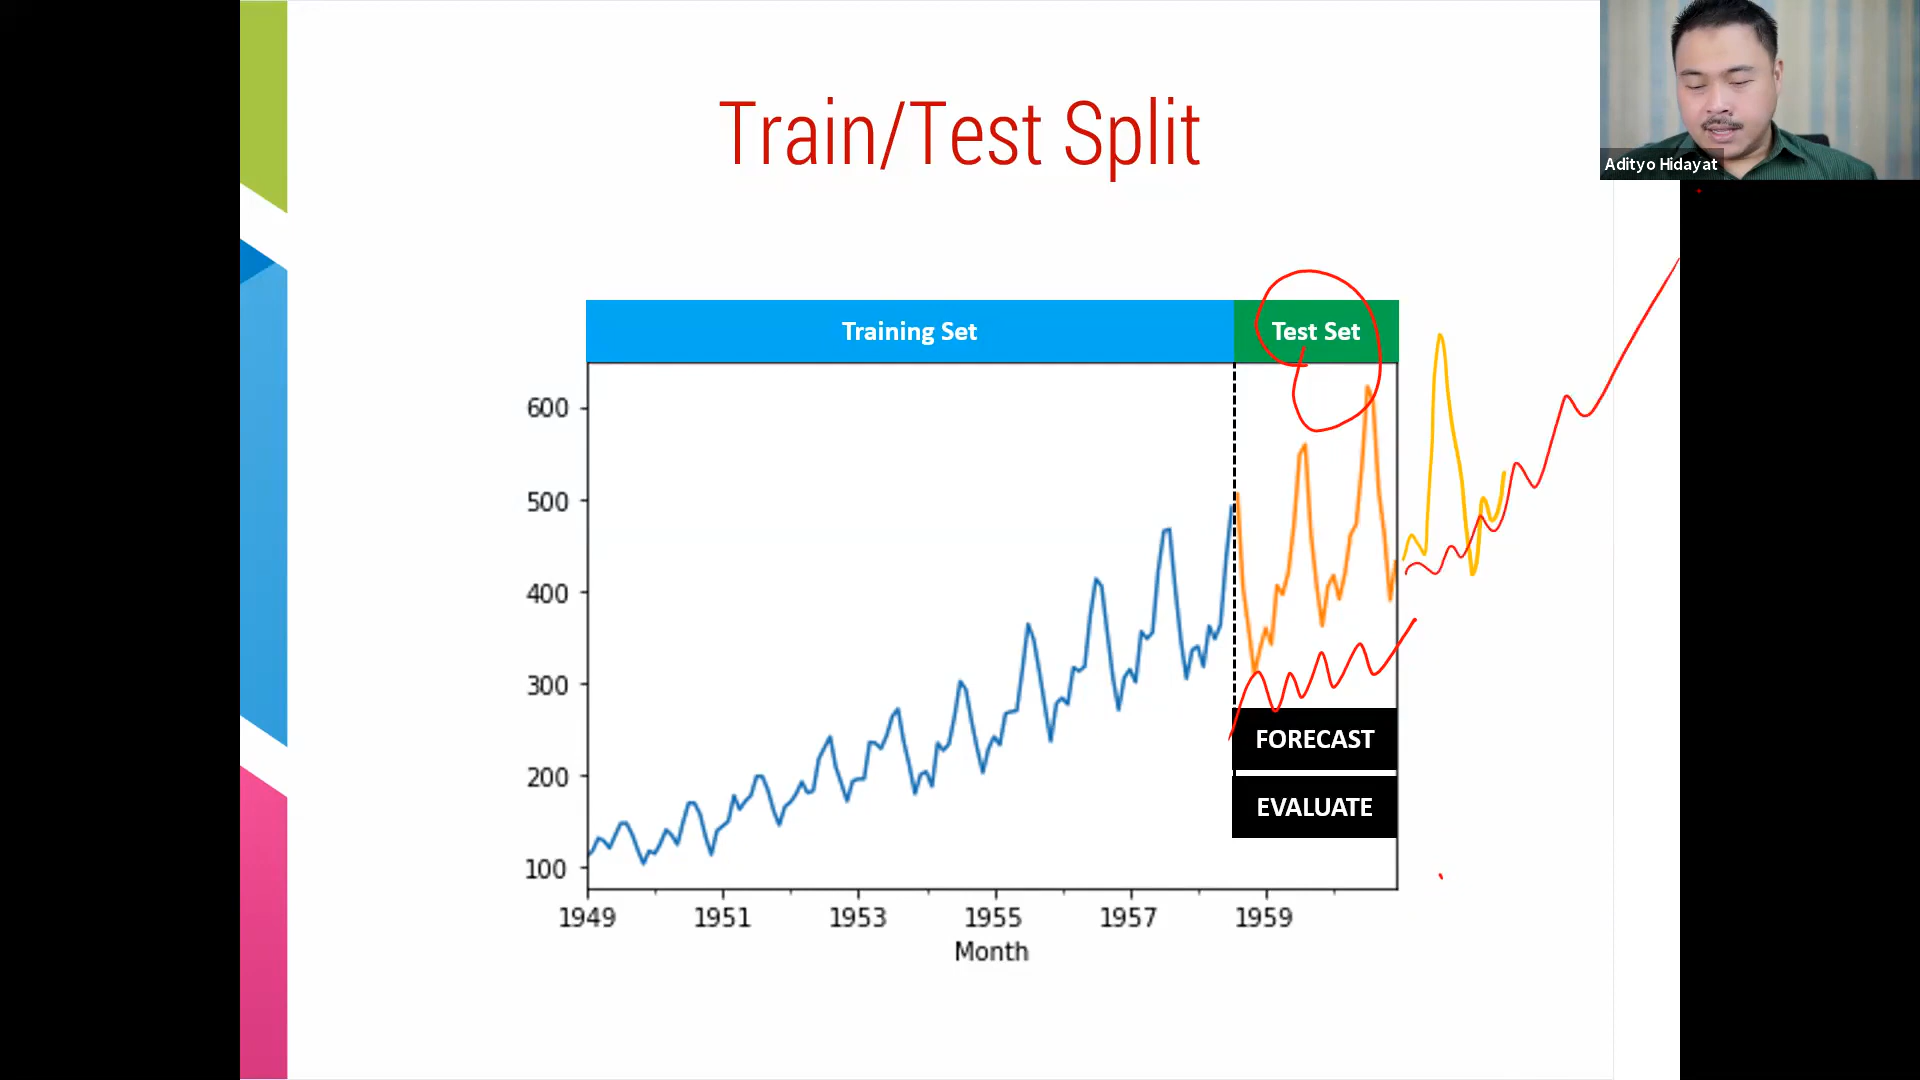 Train/Test Split
Adityo Hidayat
Training Set
Test Set
600
500
400
300
200
100
FORECAST
EVALUATE
1949 1951 1953 1955 1957 1959
Month